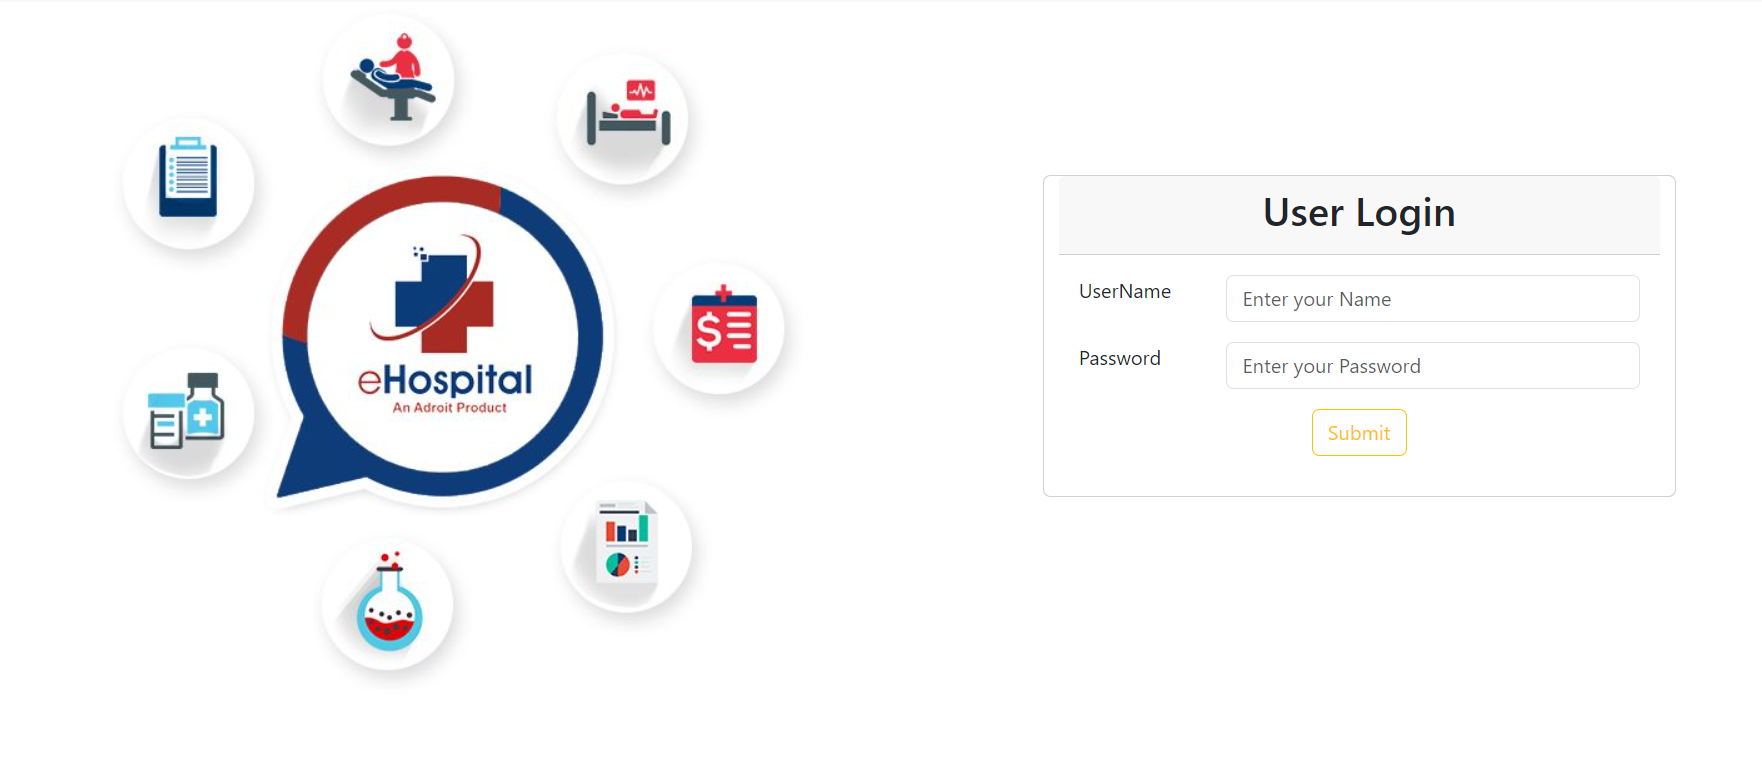 eHospital
An Adroit Product
$
User Login
UserName
Enter your Name
Password
Enter your Password
Submit